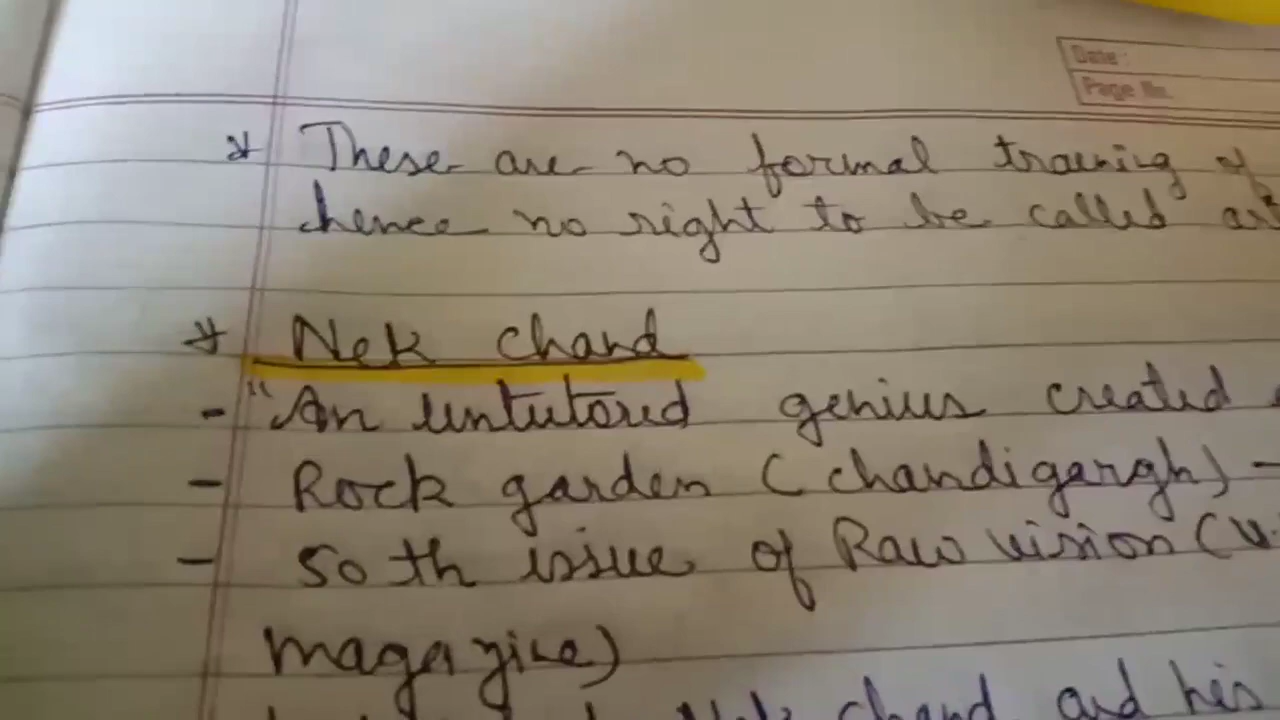 Date :
Page No.
* These are no formal training of
hence no right to be called
* Nek Chand
- "An untutored genius created
- Rock garden (chandigargh) -
- 50th issue of Raw vision (U.
magazine)
Nek chand and his